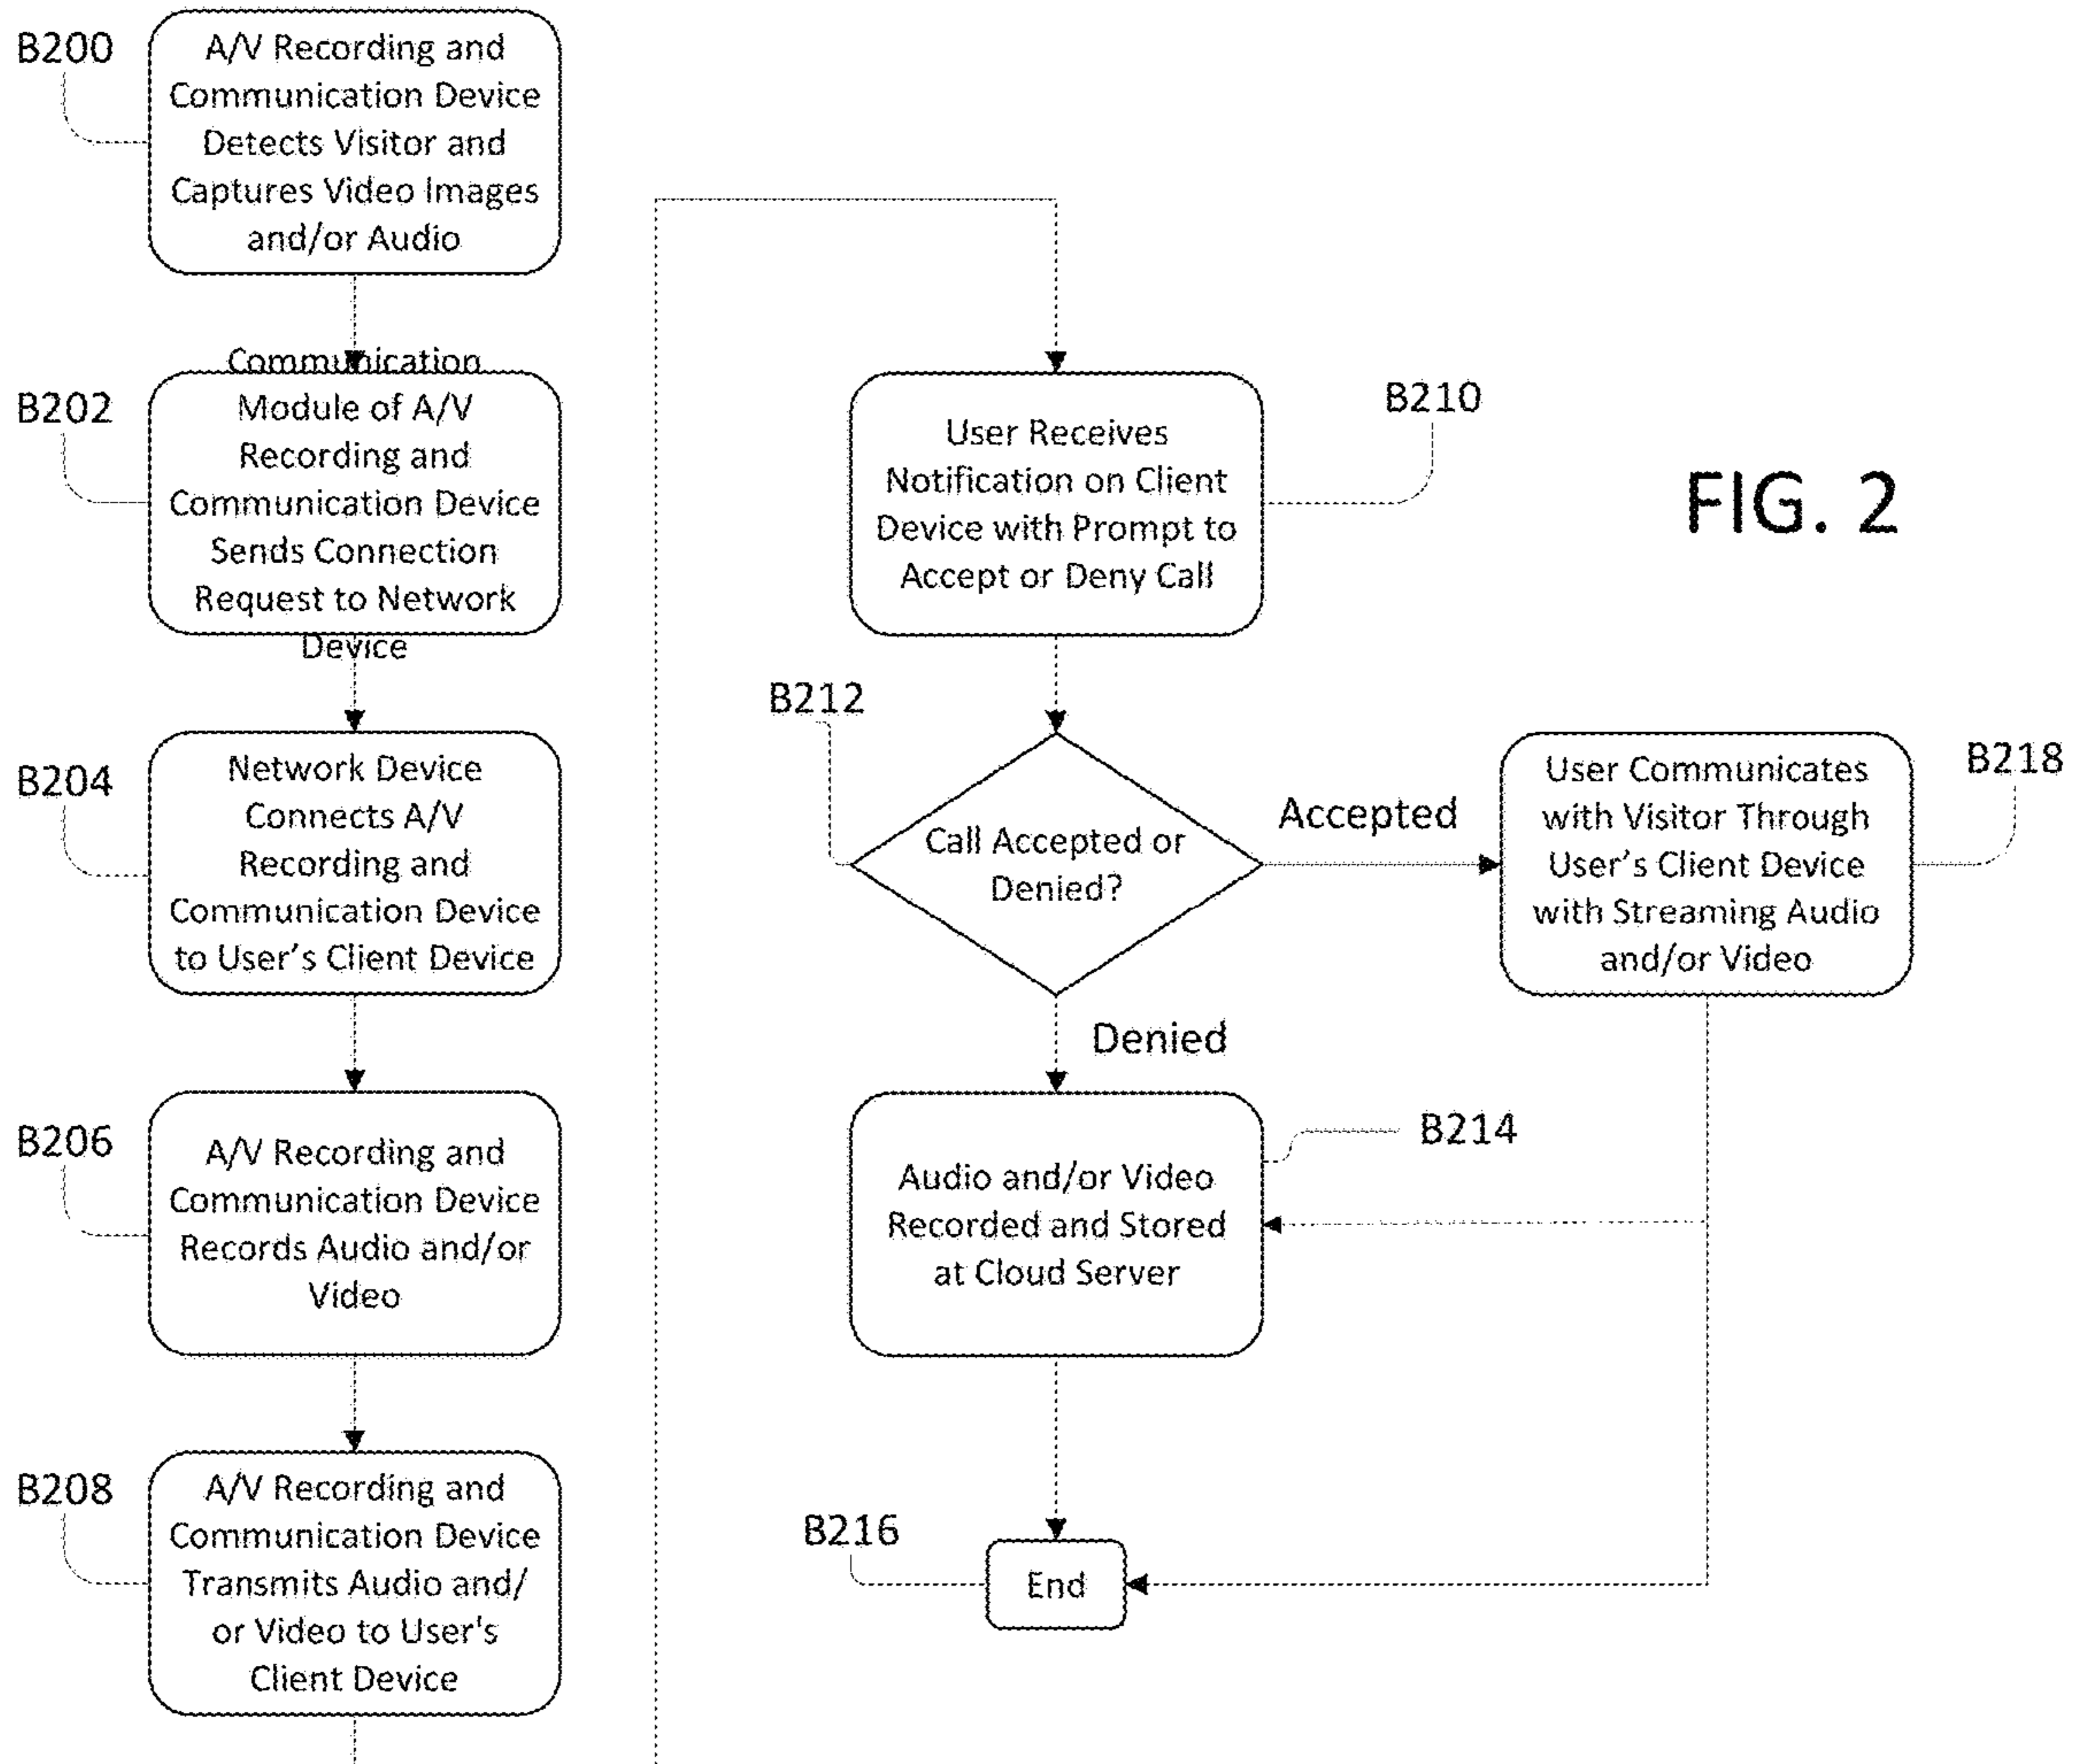 B200
A/V Recording and
Communication Device
Detects Visitor and
Captures Video Images
and/or Audio
B202
Communication
Module of A/V
Recording and
Communication Device
Sends Connection
Request to Network
Device
B204
Network Device
Connects A/V
Recording and
Communication Device
to User's Client Device
B206
A/V Recording and
Communication Device
Records Audio and/or
Video
B208
A/V Recording and
Communication Device
Transmits Audio and/
or Video to User's
Client Device
B210
User Receives
Notification on Client
Device with Prompt to
Accept or Deny Call
FIG. 2
B212
Call Accepted or
Denied?
Accepted
B218
User Communicates
with Visitor Through
User's Client Device
with Streaming Audio
and/or Video
Denied
B214
Audio and/or Video
Recorded and Stored
at Cloud Server
B216
End